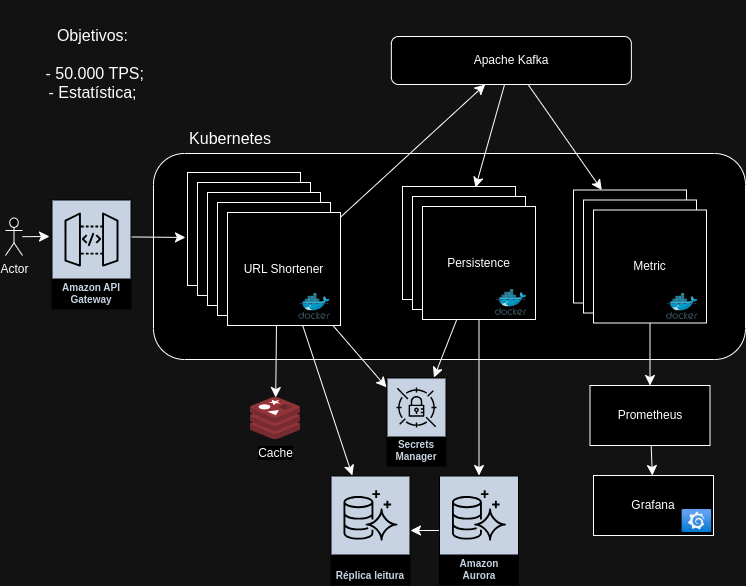 Objetivos:
- 50.000 TPS;
- Estatística;
Apache Kafka
Kubernetes
Actor
Amazon API
Gateway
URL Shortener
docker
Persistence
docker
Metric
docker
Cache
Secrets
Manager
Prometheus
Grafana
Réplica leitura
Amazon
Aurora